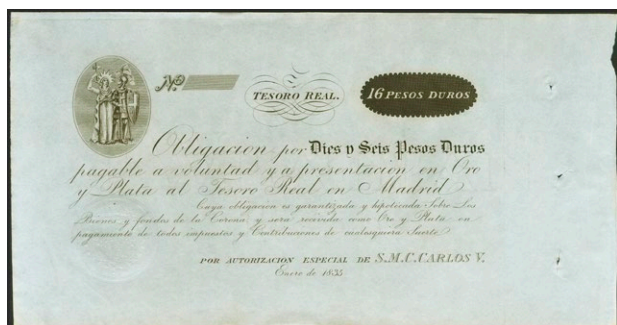 Nº
TESORO REAL.
16 PESOS DUROS
Obligacion por Dies y Seis Pesos Duros
pagable a voluntad y a presentacion en Oro
y Plata al Tesoro Real en Madrid
Cuya obligacion es garantizada y hipotecada Sobre Los
Bienes y fondos de la Corona, y sera recivida como Oro y Plata en
pagamento de todos impuestos y Contribuciones de cualesquiera Suerte
POR AUTORIZACION ESPECIAL DE S.M.C. CARLOS V.
Enero de 1835